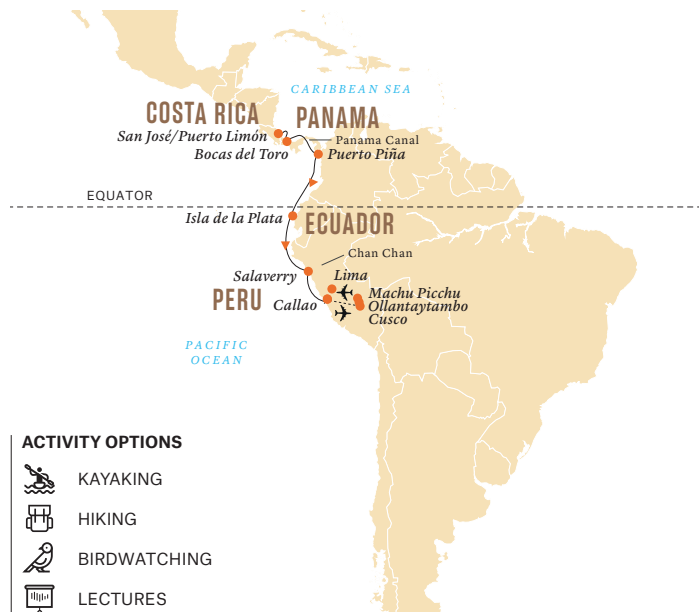 CARIBBEAN SEA
COSTA RICA
PANAMA
San José/Puerto Limón
Panama Canal
Bocas del Toro
Puerto Piña
EQUATOR
Isla de la Plata
ECUADOR
Chan Chan
Salaverry
Lima
PERU
Callao
Machu Picchu
Ollantaytambo
Cusco
PACIFIC
OCEAN
ACTIVITY OPTIONS
KAYAKING
HIKING
BIRDWATCHING
LECTURES